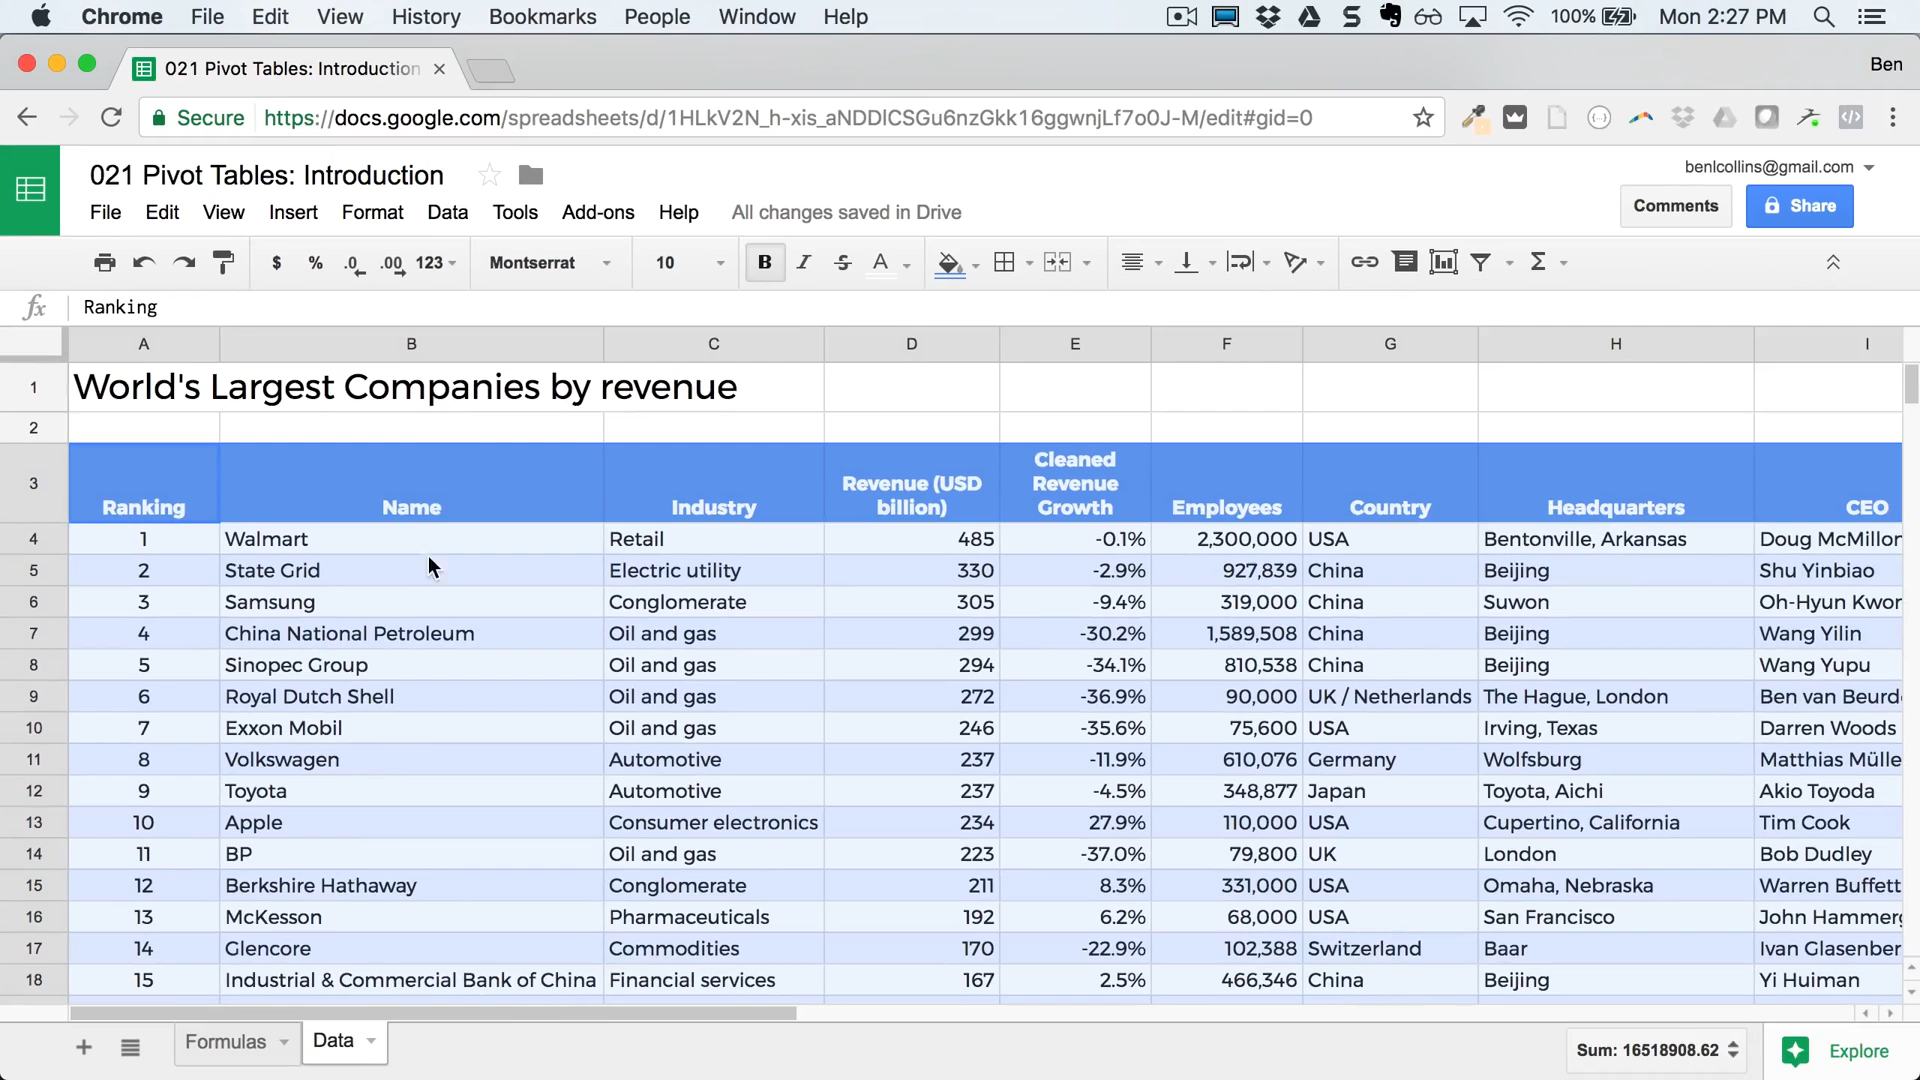 Chrome File Edit View History Bookmarks People Window Help 100% Mon 2:27 PM
021 Pivot Tables: Introduction Ben
Secure https://docs.google.com/spreadsheets/d/1HLkV2N_h-xis_aNDDlCSGu6nzGkk16ggwnjLf7o0J-M/edit#gid=0
021 Pivot Tables: Introduction benlcollins@gmail.com
File Edit View Insert Format Data Tools Add-ons Help All changes saved in Drive Comments Share
$ % .0 .00 123 Montserrat 10 B I S A Σ
fx Ranking
A B C D E F G H I
1 World's Largest Companies by revenue
2
3 Ranking Name Industry Revenue (USD billion) Cleaned Revenue Growth Employees Country Headquarters CEO
4 1 Walmart Retail 485 -0.1% 2,300,000 USA Bentonville, Arkansas Doug McMillon
5 2 State Grid Electric utility 330 -2.9% 927,839 China Beijing Shu Yinbiao
6 3 Samsung Conglomerate 305 -9.4% 319,000 China Suwon Oh-Hyun Kwon
7 4 China National Petroleum Oil and gas 299 -30.2% 1,589,508 China Beijing Wang Yilin
8 5 Sinopec Group Oil and gas 294 -34.1% 810,538 China Beijing Wang Yupu
9 6 Royal Dutch Shell Oil and gas 272 -36.9% 90,000 UK / Netherlands The Hague, London Ben van Beurd
10 7 Exxon Mobil Oil and gas 246 -35.6% 75,600 USA Irving, Texas Darren Woods
11 8 Volkswagen Automotive 237 -11.9% 610,076 Germany Wolfsburg Matthias Mülle
12 9 Toyota Automotive 237 -4.5% 348,877 Japan Toyota, Aichi Akio Toyoda
13 10 Apple Consumer electronics 234 27.9% 110,000 USA Cupertino, California Tim Cook
14 11 BP Oil and gas 223 -37.0% 79,800 UK London Bob Dudley
15 12 Berkshire Hathaway Conglomerate 211 8.3% 331,000 USA Omaha, Nebraska Warren Buffett
16 13 McKesson Pharmaceuticals 192 6.2% 68,000 USA San Francisco John Hammerg
17 14 Glencore Commodities 170 -22.9% 102,388 Switzerland Baar Ivan Glasenber
18 15 Industrial & Commercial Bank of China Financial services 167 2.5% 466,346 China Beijing Yi Huiman
Formulas Data Sum: 16518908.62 Explore